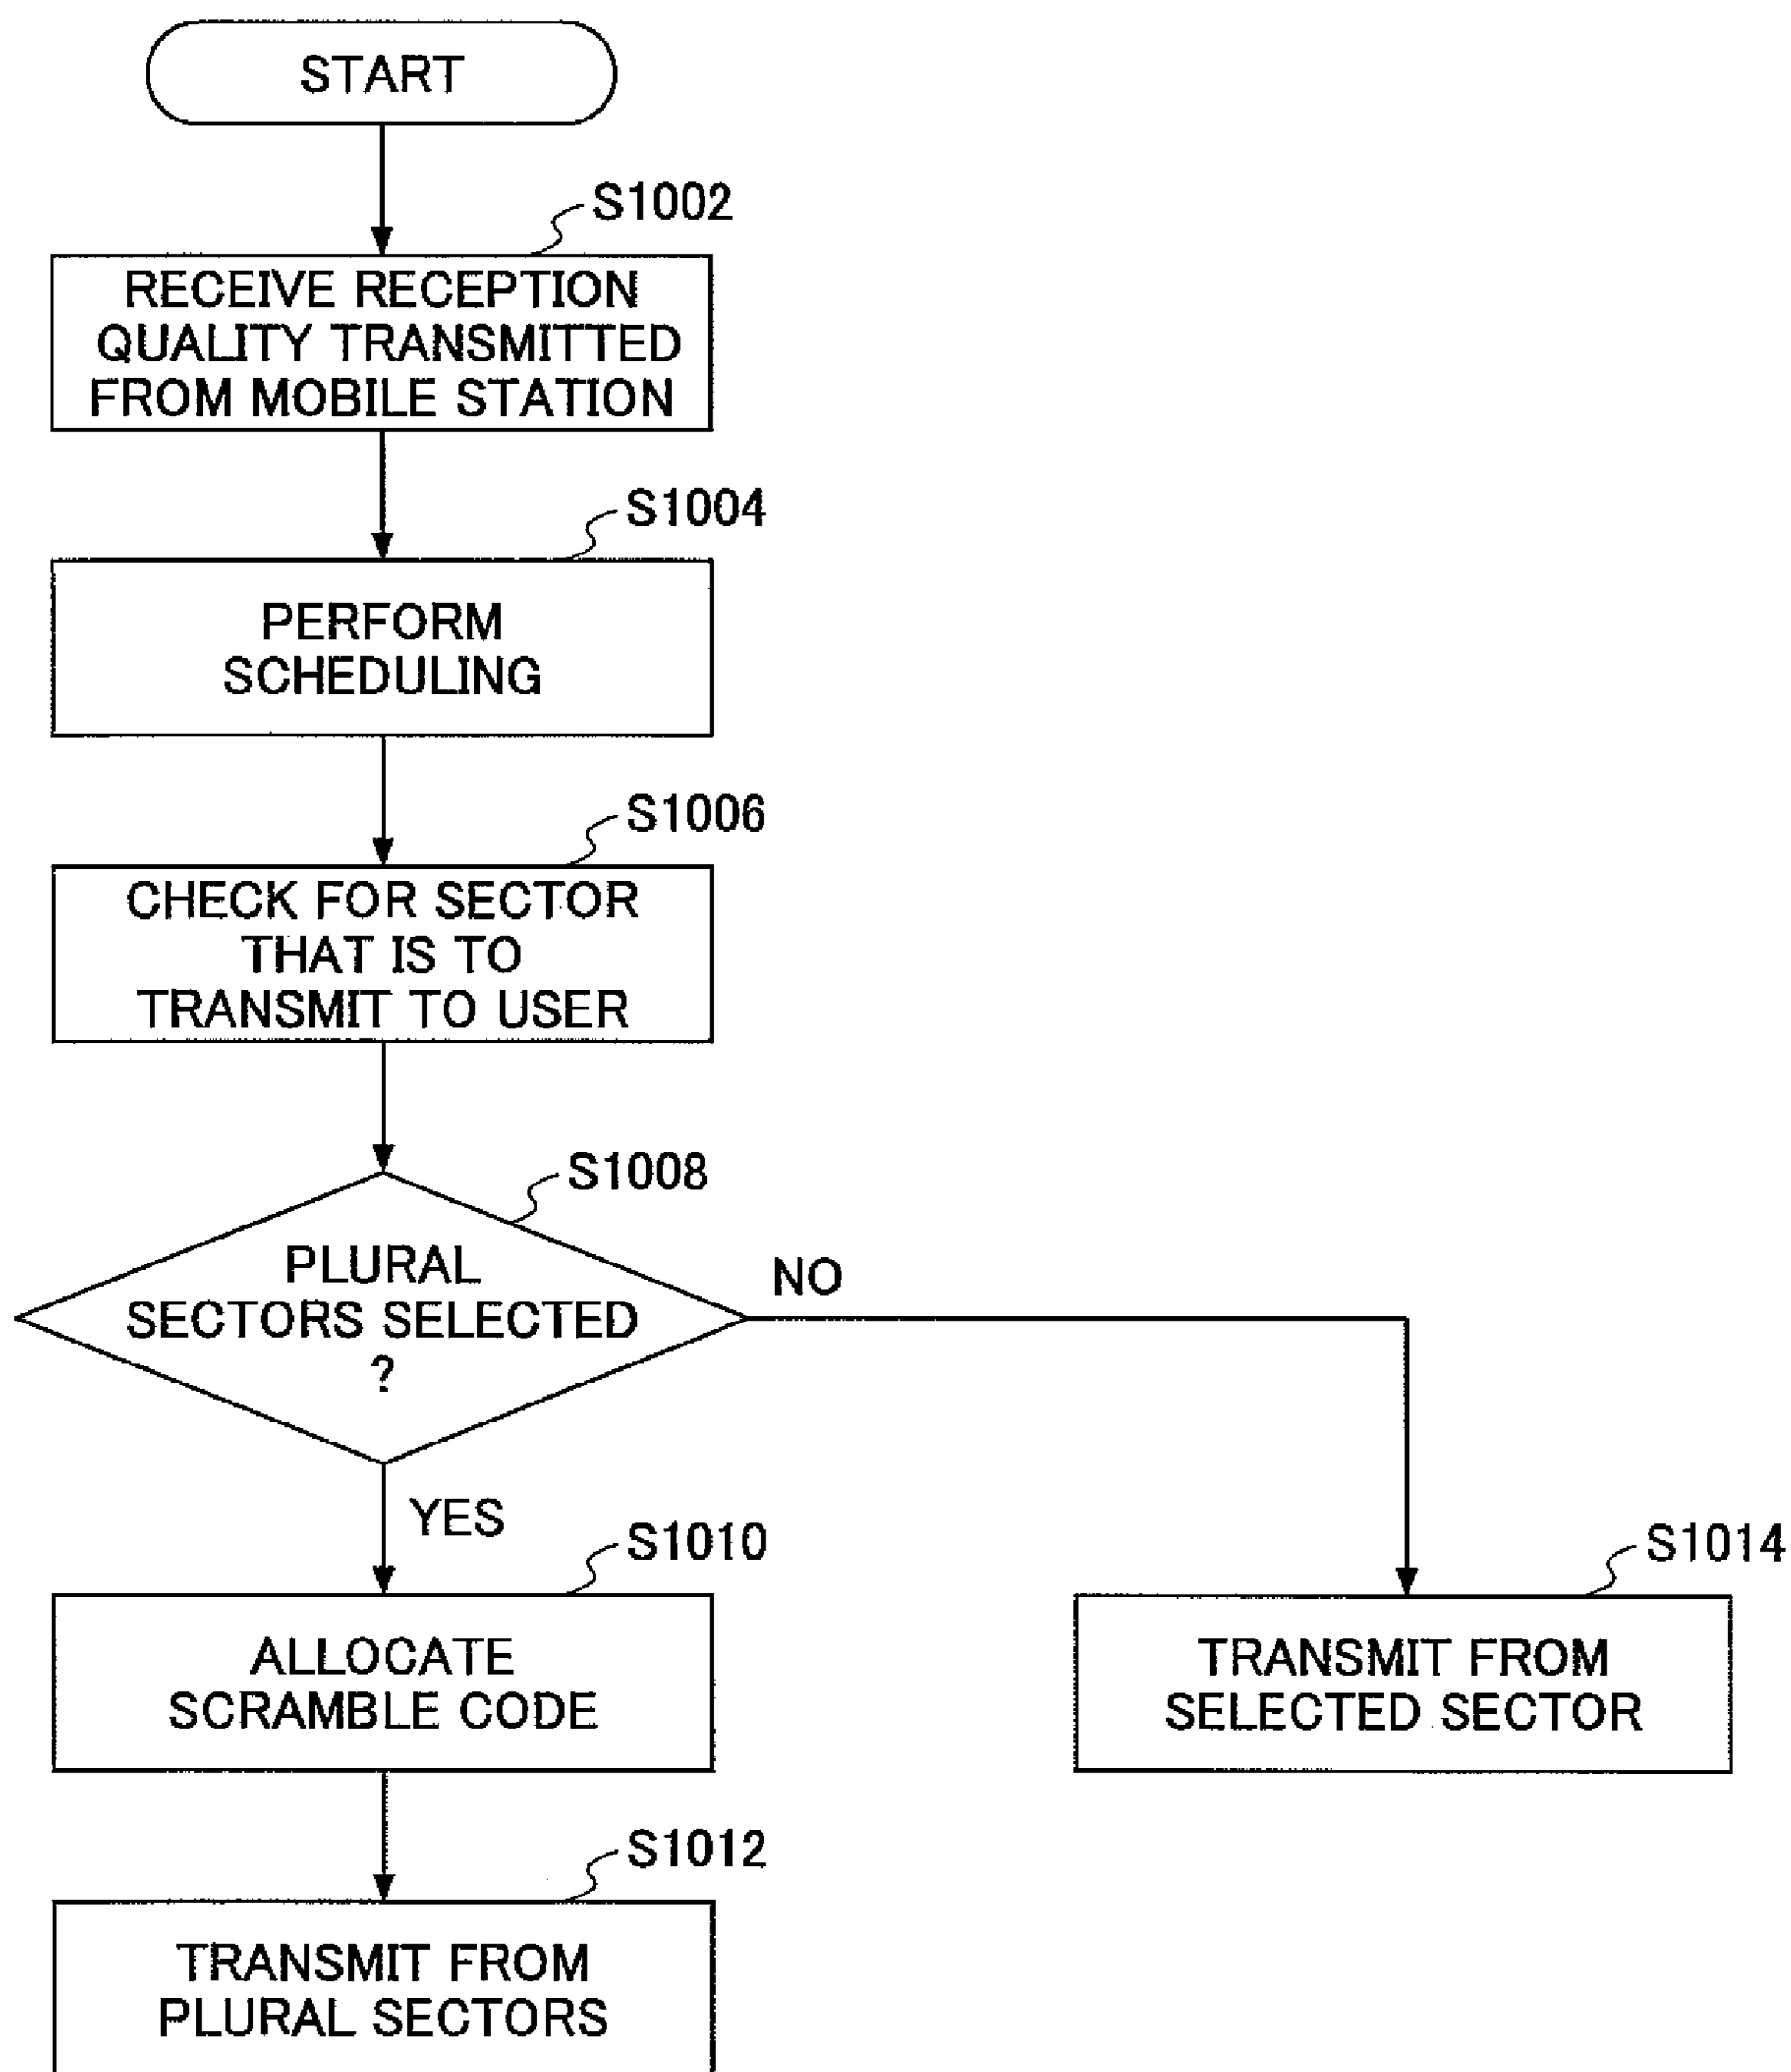 START
S1002
RECEIVE RECEPTION
QUALITY TRANSMITTED
FROM MOBILE STATION
S1004
PERFORM
SCHEDULING
S1006
CHECK FOR SECTOR
THAT IS TO
TRANSMIT TO USER
S1008
PLURAL
SECTORS SELECTED
?
NO
YES
S1010
ALLOCATE
SCRAMBLE CODE
S1014
TRANSMIT FROM
SELECTED SECTOR
S1012
TRANSMIT FROM
PLURAL SECTORS